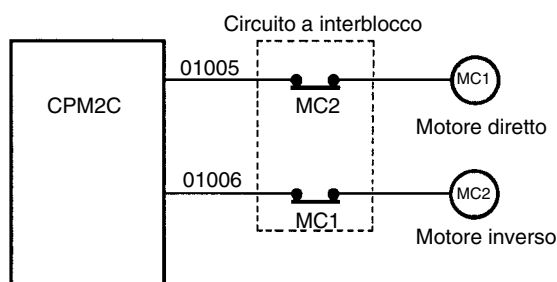 Circuito a interblocco
01005
MC1
CPM2C
MC2
Motore diretto
01006
MC2
MC1
Motore inverso